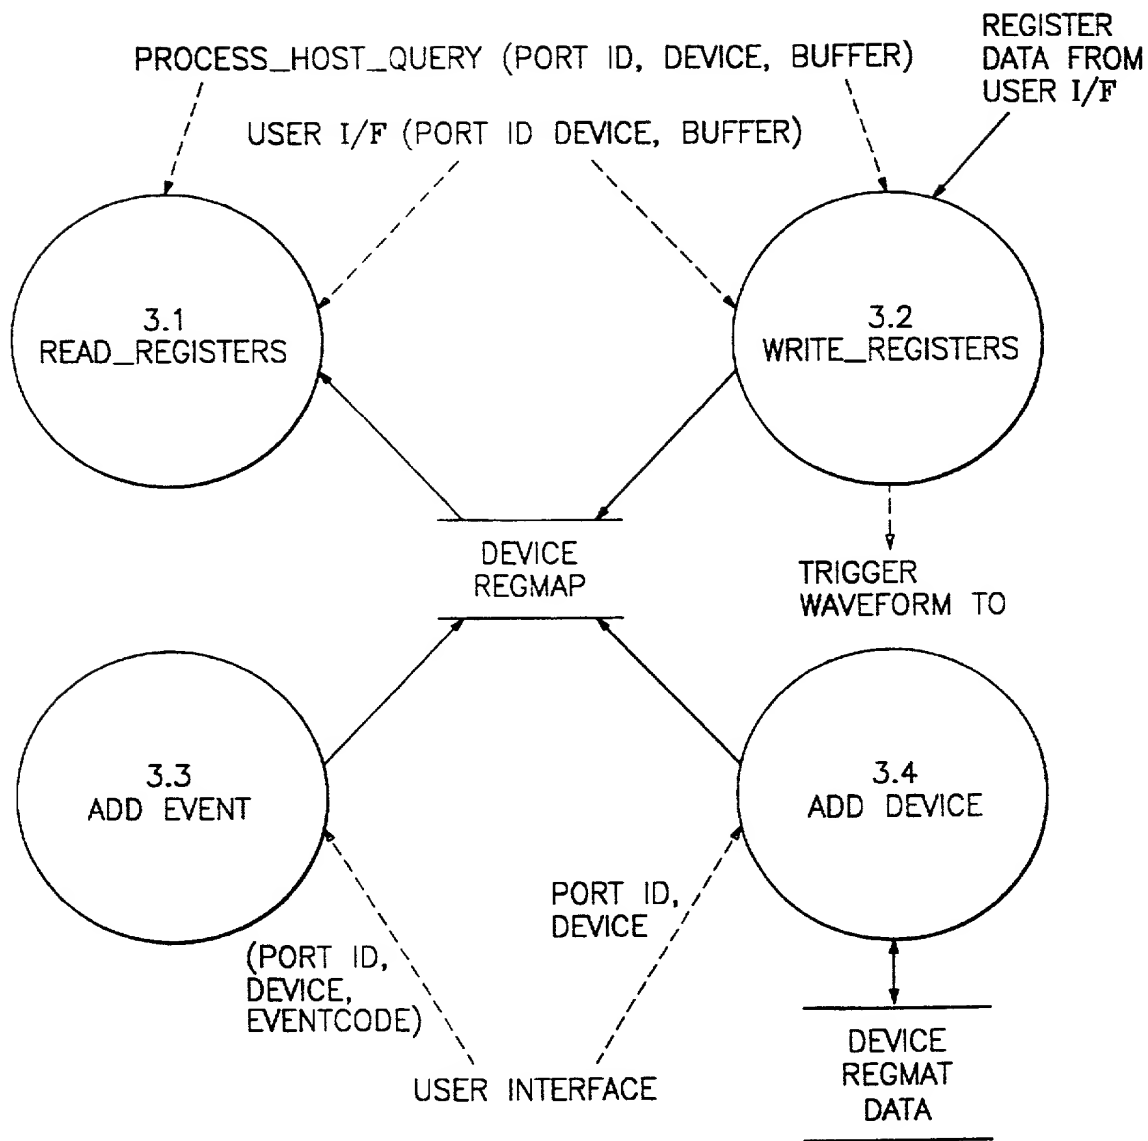 REGISTER
DATA FROM
USER I/F
PROCESS_HOST_QUERY (PORT ID, DEVICE, BUFFER)
USER I/F (PORT ID DEVICE, BUFFER)
3.1
READ_REGISTERS
3.2
WRITE_REGISTERS
DEVICE
REGMAP
TRIGGER
WAVEFORM TO
3.3
ADD EVENT
3.4
ADD DEVICE
PORT ID,
DEVICE
(PORT ID,
DEVICE,
EVENTCODE)
USER INTERFACE
DEVICE
REGMAT
DATA